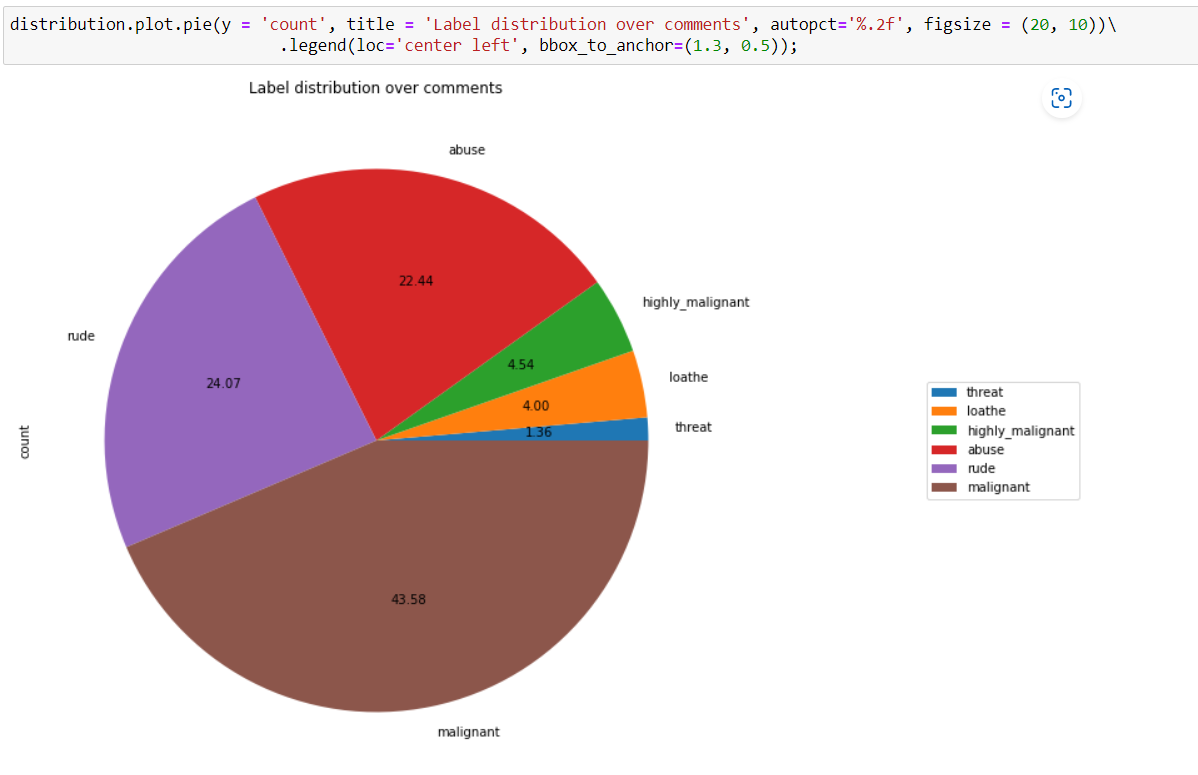 distribution.plot.pie(y = 'count', title = 'Label distribution over comments', autopct='%.2f', figsize = (20, 10))\
.legend(loc='center left', bbox_to_anchor=(1.3, 0.5));
Label distribution over comments
abuse
22.44
highly_malignant
rude
4.54
loathe
24.07
4.00
threat
1.36
count
43.58
malignant
threat
loathe
highly_malignant
abuse
rude
malignant